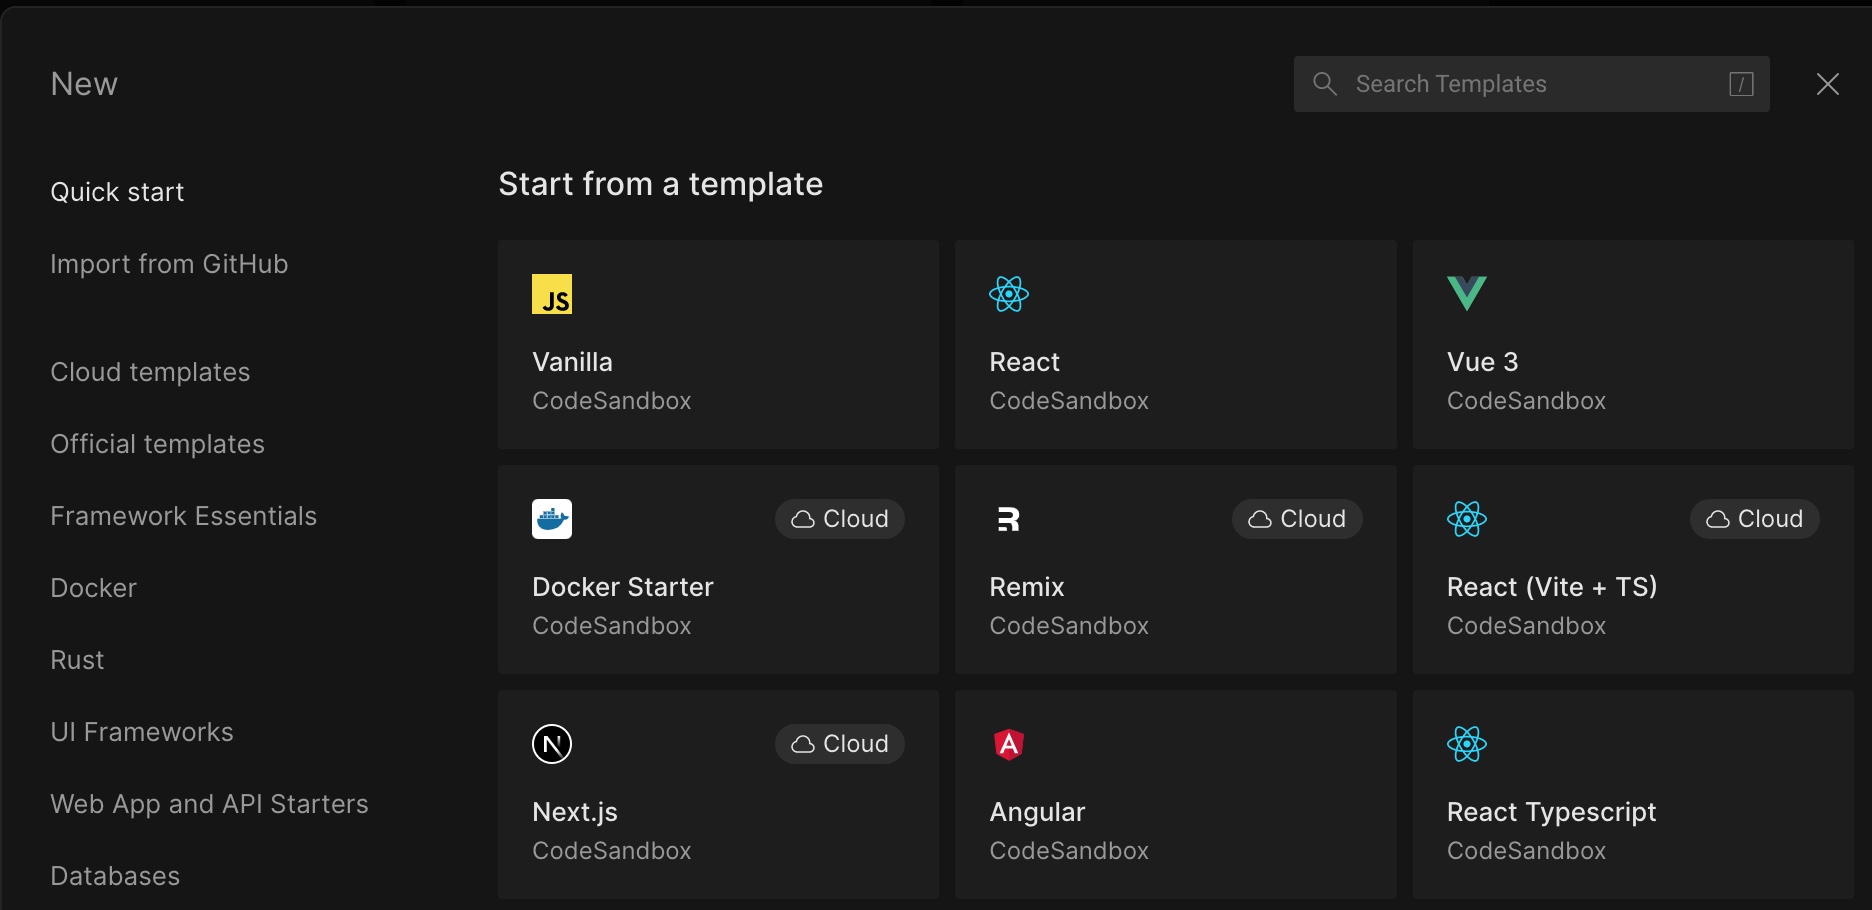 New
Search Templates
/
Quick start
Import from GitHub
Cloud templates
Official templates
Framework Essentials
Docker
Rust
UI Frameworks
Web App and API Starters
Databases
Start from a template
JS
Vanilla
CodeSandbox
React
CodeSandbox
Vue 3
CodeSandbox
Cloud
Docker Starter
CodeSandbox
R
Cloud
Remix
CodeSandbox
Cloud
React (Vite + TS)
CodeSandbox
N
Cloud
Next.js
CodeSandbox
A
Angular
CodeSandbox
React Typescript
CodeSandbox